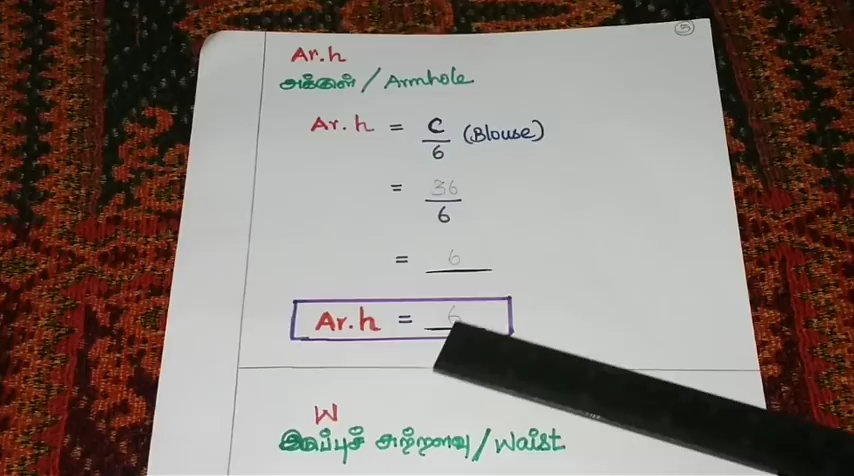 5
Ar.h
அக்குள் / Armhole
Ar.h = C/6 (Blouse)
= 36/6
= 6
Ar.h = 6
W
இடுப்புச் சுற்றளவு / Waist